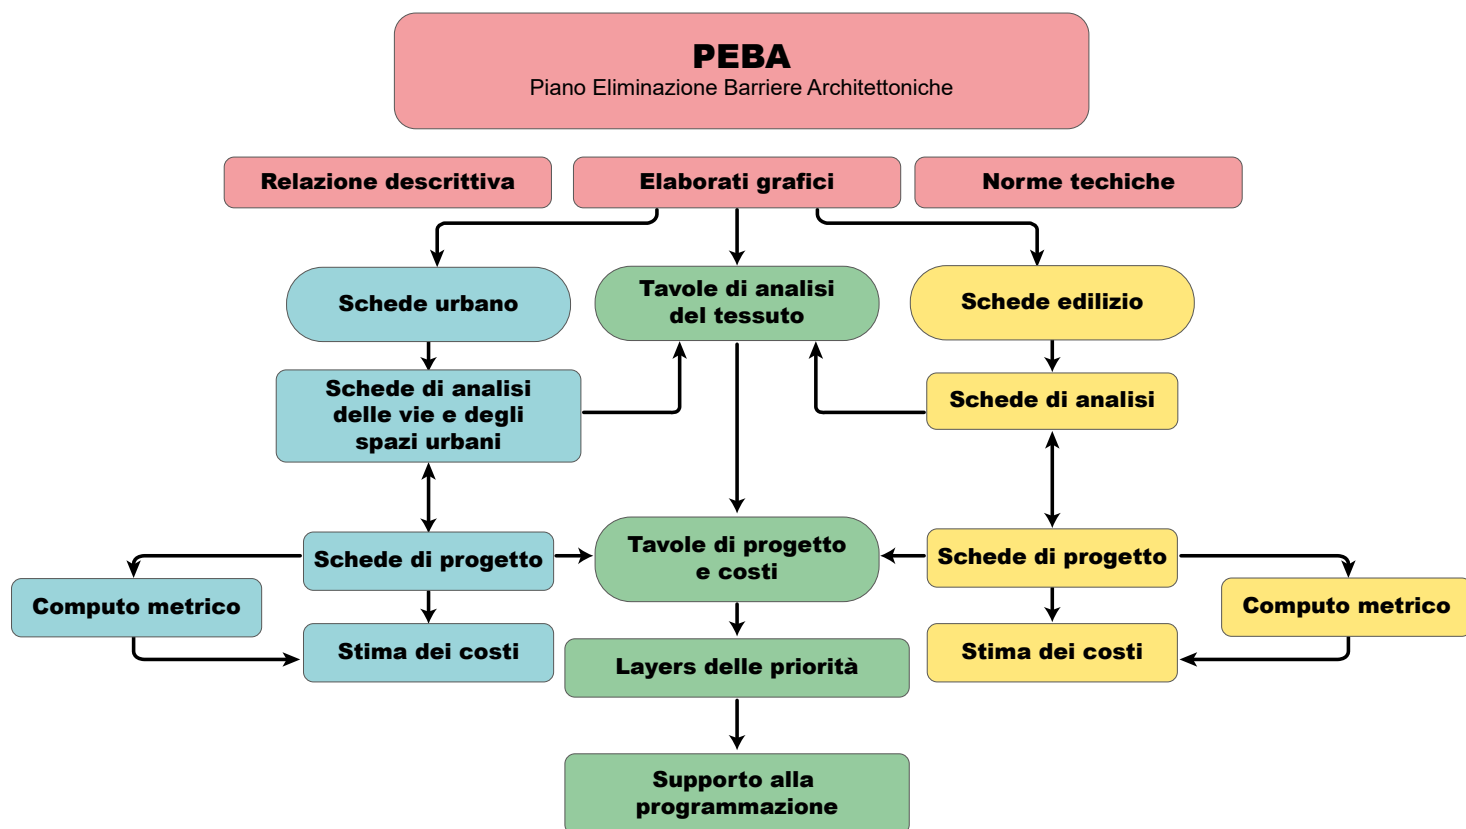 PEBA
Piano Eliminazione Barriere Architettoniche
Relazione descrittiva
Elaborati grafici
Norme techiche
Schede urbano
Tavole di analisi
del tessuto
Schede edilizio
Schede di analisi
delle vie e degli
spazi urbani
Schede di analisi
Schede di progetto
Tavole di progetto
e costi
Schede di progetto
Computo metrico
Computo metrico
Stima dei costi
Layers delle priorità
Stima dei costi
Supporto alla
programmazione